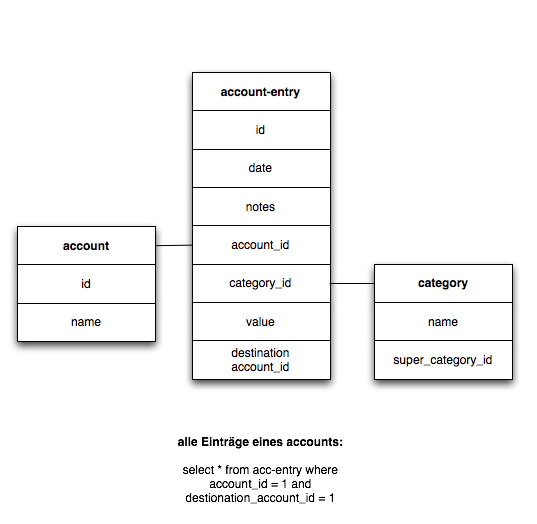 account-entry
id
date
notes
account_id
category_id
value
destination
account_id
account
id
name
category
name
super_category_id
alle Einträge eines accounts:
select * from acc-entry where
account_id = 1 and
destionation_account_id = 1